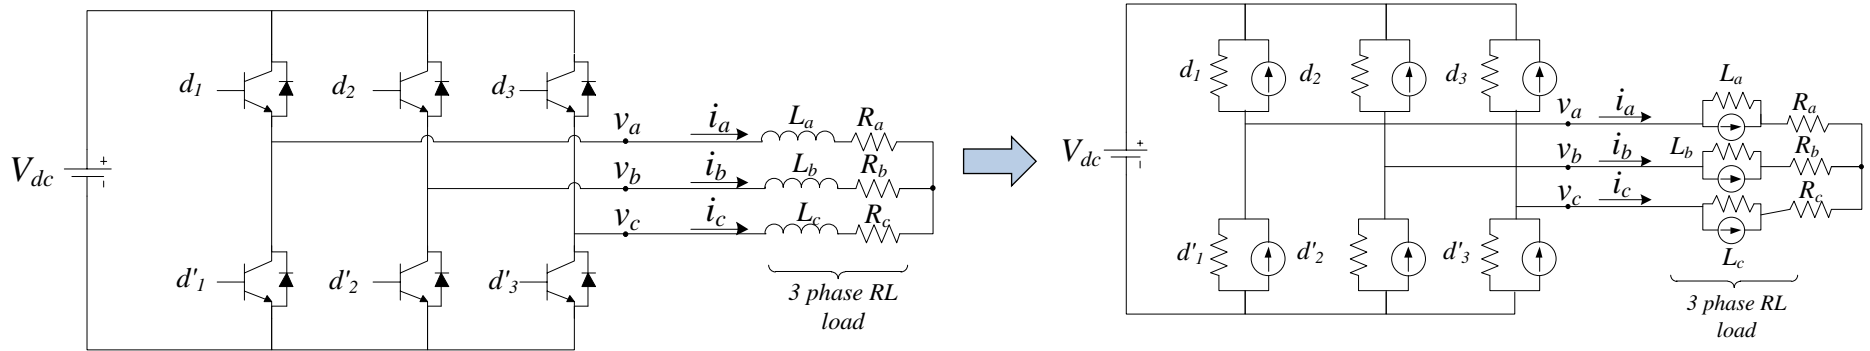 d1
d2
d3
Vdc
+
-
va
ia
La
Ra
vb
ib
Lb
Rb
vc
ic
Lc
Rc
d'1
d'2
d'3
3 phase RL
load
d1
d2
d3
Vdc
+
-
va
ia
La
Ra
vb
ib
Lb
Rb
vc
ic
Rc
Lc
d'1
d'2
d'3
3 phase RL
load